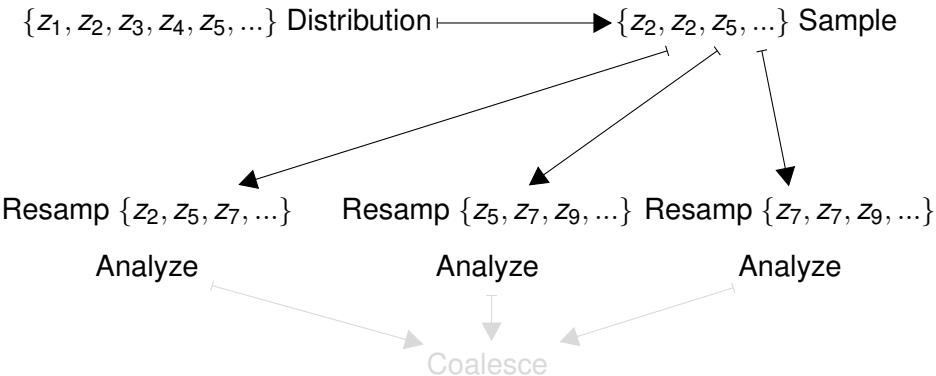 {z₁, z₂, z₃, z₄, z₅, ...} Distribution {z₂, z₂, z₅, ...} Sample
Resamp {z₂, z₅, z₇, ...} Resamp {z₅, z₇, z₉, ...} Resamp {z₇, z₇, z₉, ...}
Analyze Analyze Analyze
Coalesce